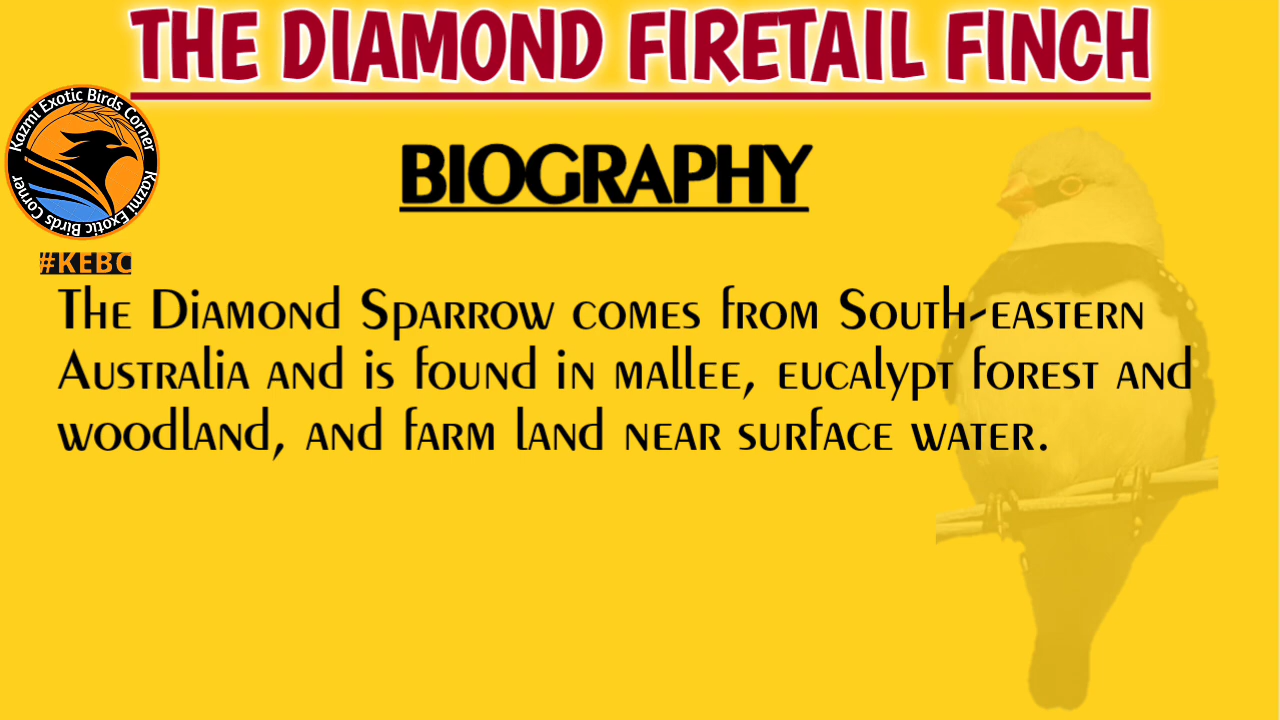 THE DIAMOND FIRETAIL FINCH
Kazmi Exotic Birds Corner
Kazmi Exotic Birds Corner
#KEBC
BIOGRAPHY
The Diamond Sparrow comes from South-eastern
Australia and is found in mallee, eucalypt forest and
woodland, and farm land near surface water.